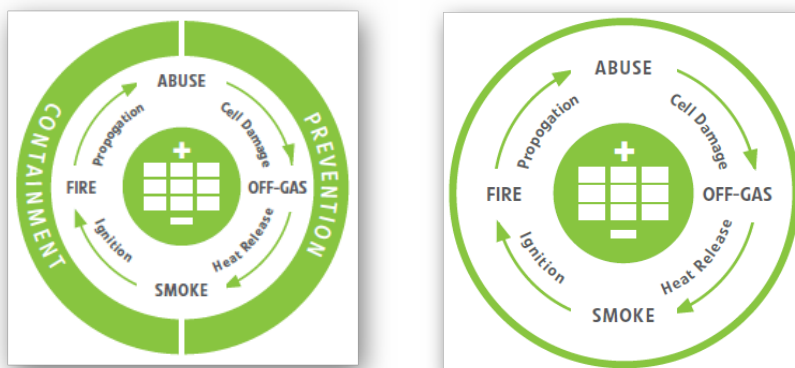 CONTAINMENT
PREVENTION
ABUSE
Cell Damage
OFF-GAS
Heat Release
SMOKE
Ignition
FIRE
Propogation
ABUSE
Cell Damage
OFF-GAS
Heat Release
SMOKE
Ignition
FIRE
Propogation